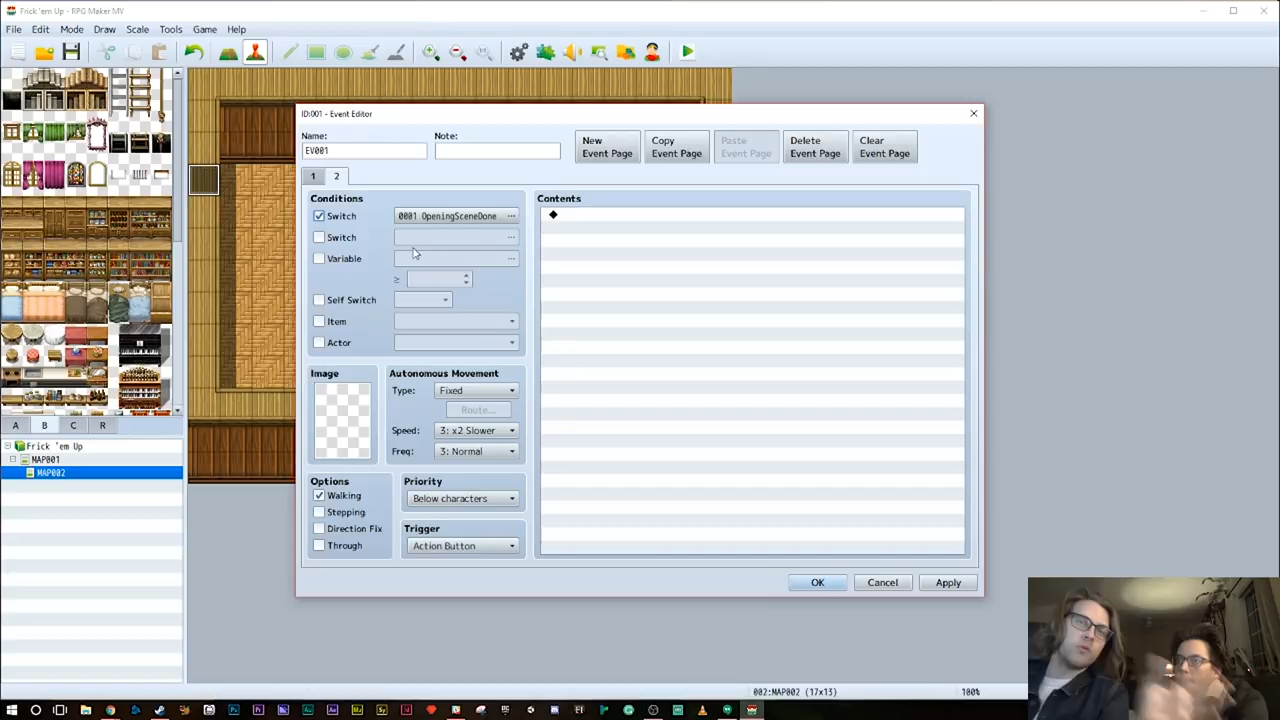 Frick 'em Up - RPG Maker MV
File Edit Mode Draw Scale Tools Game Help
ID:001 - Event Editor
Name: Note:
EV001
New Event Page
Copy Event Page
Paste Event Page
Delete Event Page
Clear Event Page
1 2
Conditions
Switch 0001 OpeningSceneDone ...
Switch ...
Variable ...
≥
Self Switch
Item
Actor
Image
Autonomous Movement
Type: Fixed
Route...
Speed: 3: x2 Slower
Freq: 3: Normal
Options
Walking
Stepping
Direction Fix
Through
Priority
Below characters
Trigger
Action Button
Contents
OK Cancel Apply
A B C R
Frick 'em Up
MAP001
MAP002
002:MAP002 (17x13) 100%